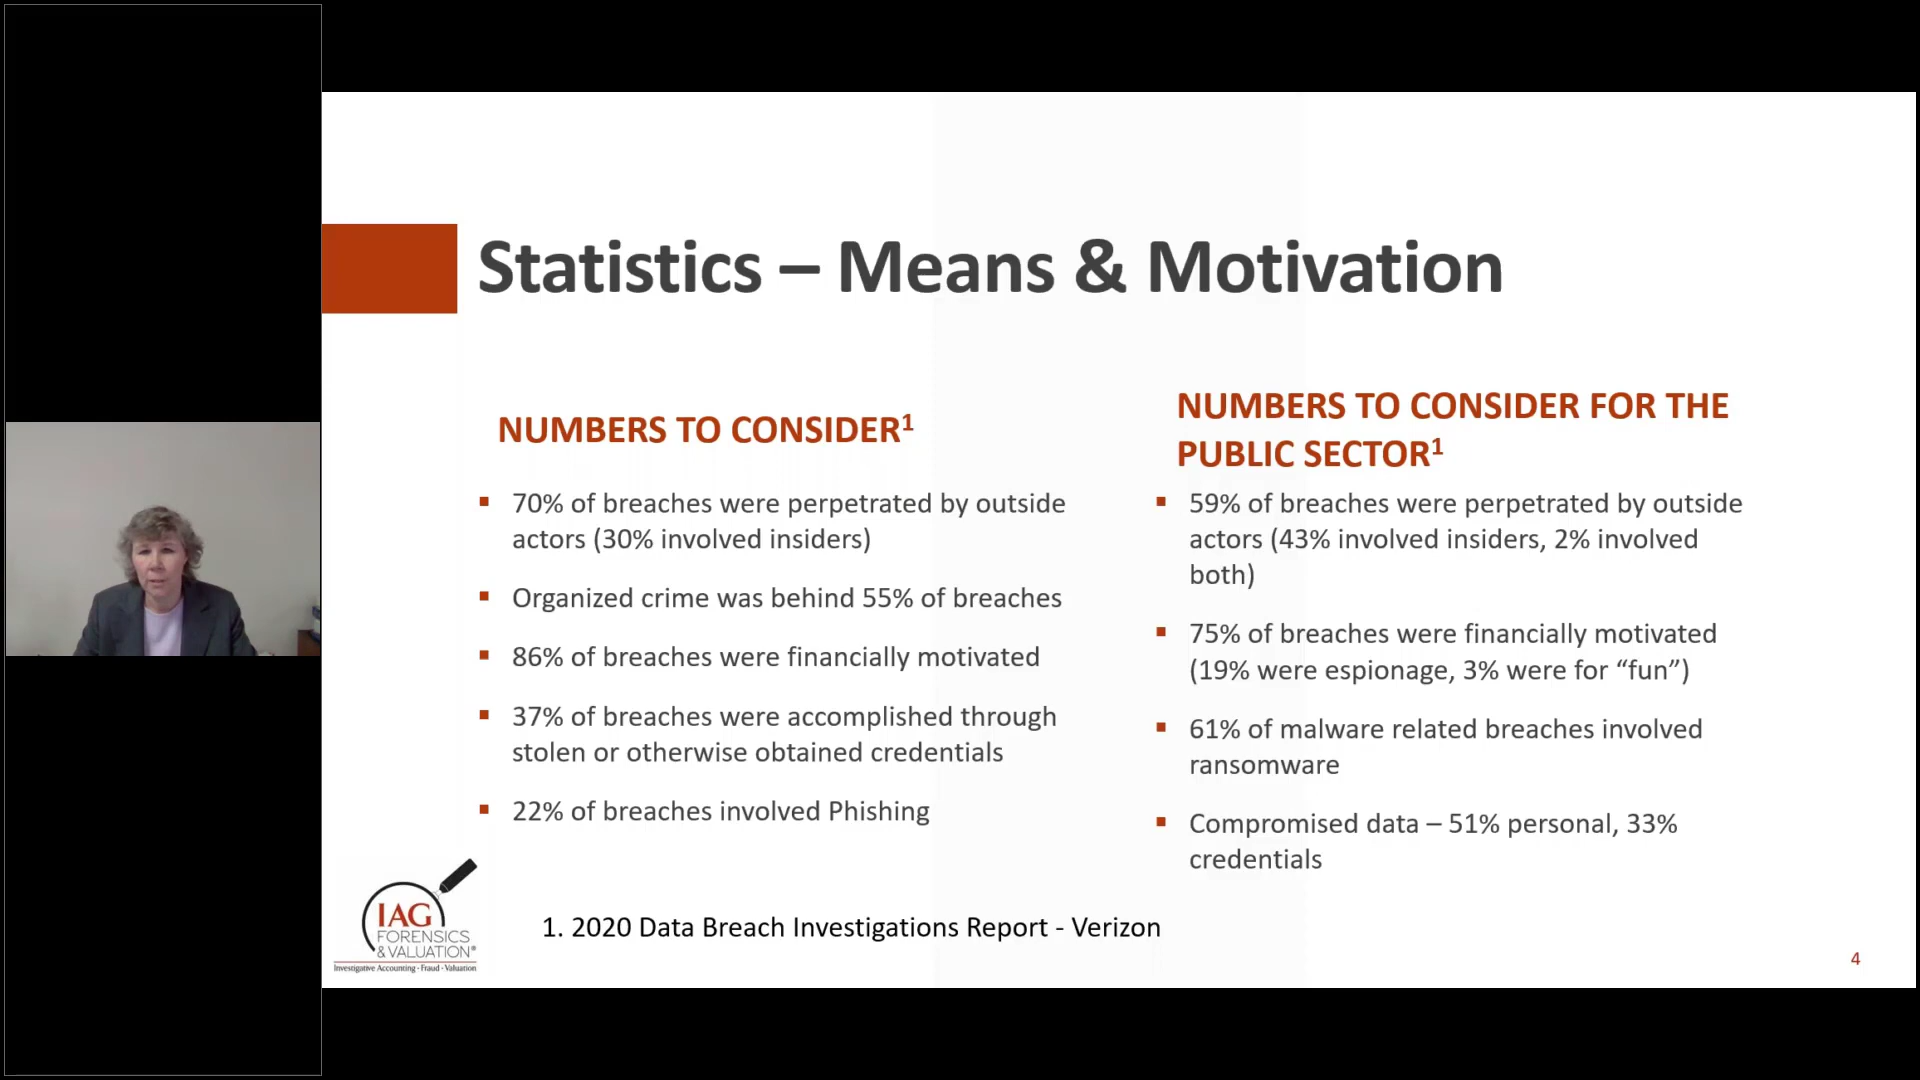 Statistics – Means & Motivation
NUMBERS TO CONSIDER¹
▪ 70% of breaches were perpetrated by outside
actors (30% involved insiders)
▪ Organized crime was behind 55% of breaches
▪ 86% of breaches were financially motivated
▪ 37% of breaches were accomplished through
stolen or otherwise obtained credentials
▪ 22% of breaches involved Phishing
NUMBERS TO CONSIDER FOR THE
PUBLIC SECTOR¹
▪ 59% of breaches were perpetrated by outside
actors (43% involved insiders, 2% involved
both)
▪ 75% of breaches were financially motivated
(19% were espionage, 3% were for “fun”)
▪ 61% of malware related breaches involved
ransomware
▪ Compromised data – 51% personal, 33%
credentials
IAG
FORENSICS
& VALUATION®
Investigative Accounting · Fraud · Valuation
1. 2020 Data Breach Investigations Report - Verizon
4